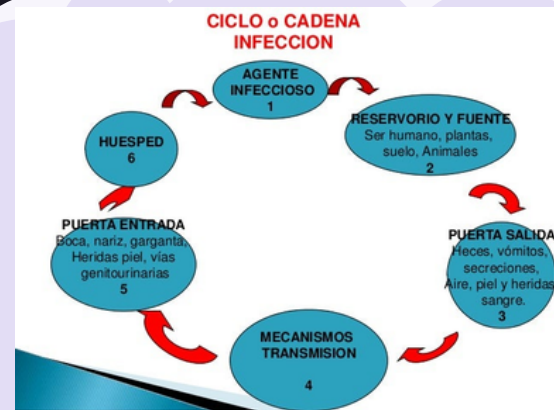 CICLO o CADENA
INFECCION
AGENTE
INFECCIOSO
1
RESERVORIO Y FUENTE
Ser humano, plantas,
suelo, Animales
2
PUERTA SALIDA
Heces, vómitos,
secreciones,
Aire, piel y heridas
sangre.
3
MECANISMOS
TRANSMISION
4
PUERTA ENTRADA
Boca, nariz, garganta,
Heridas piel, vías
genitourinarias
5
HUESPED
6